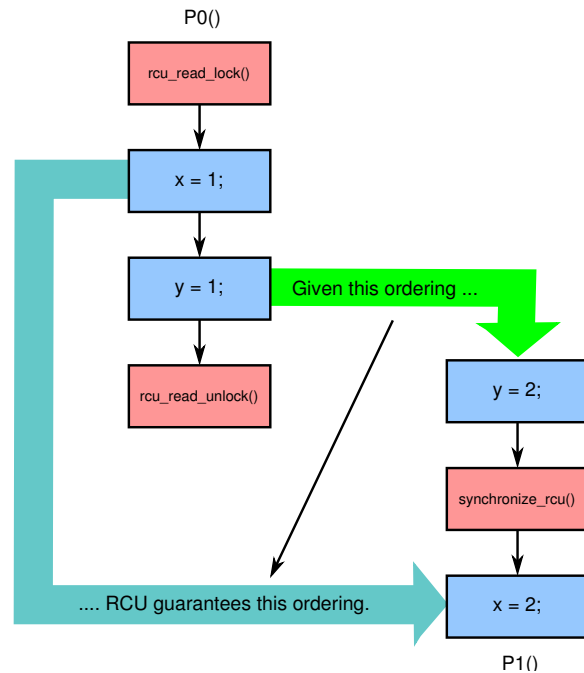 P0()
rcu_read_lock()
x = 1;
y = 1;
Given this ordering ...
rcu_read_unlock()
y = 2;
synchronize_rcu()
.... RCU guarantees this ordering.
x = 2;
P1()